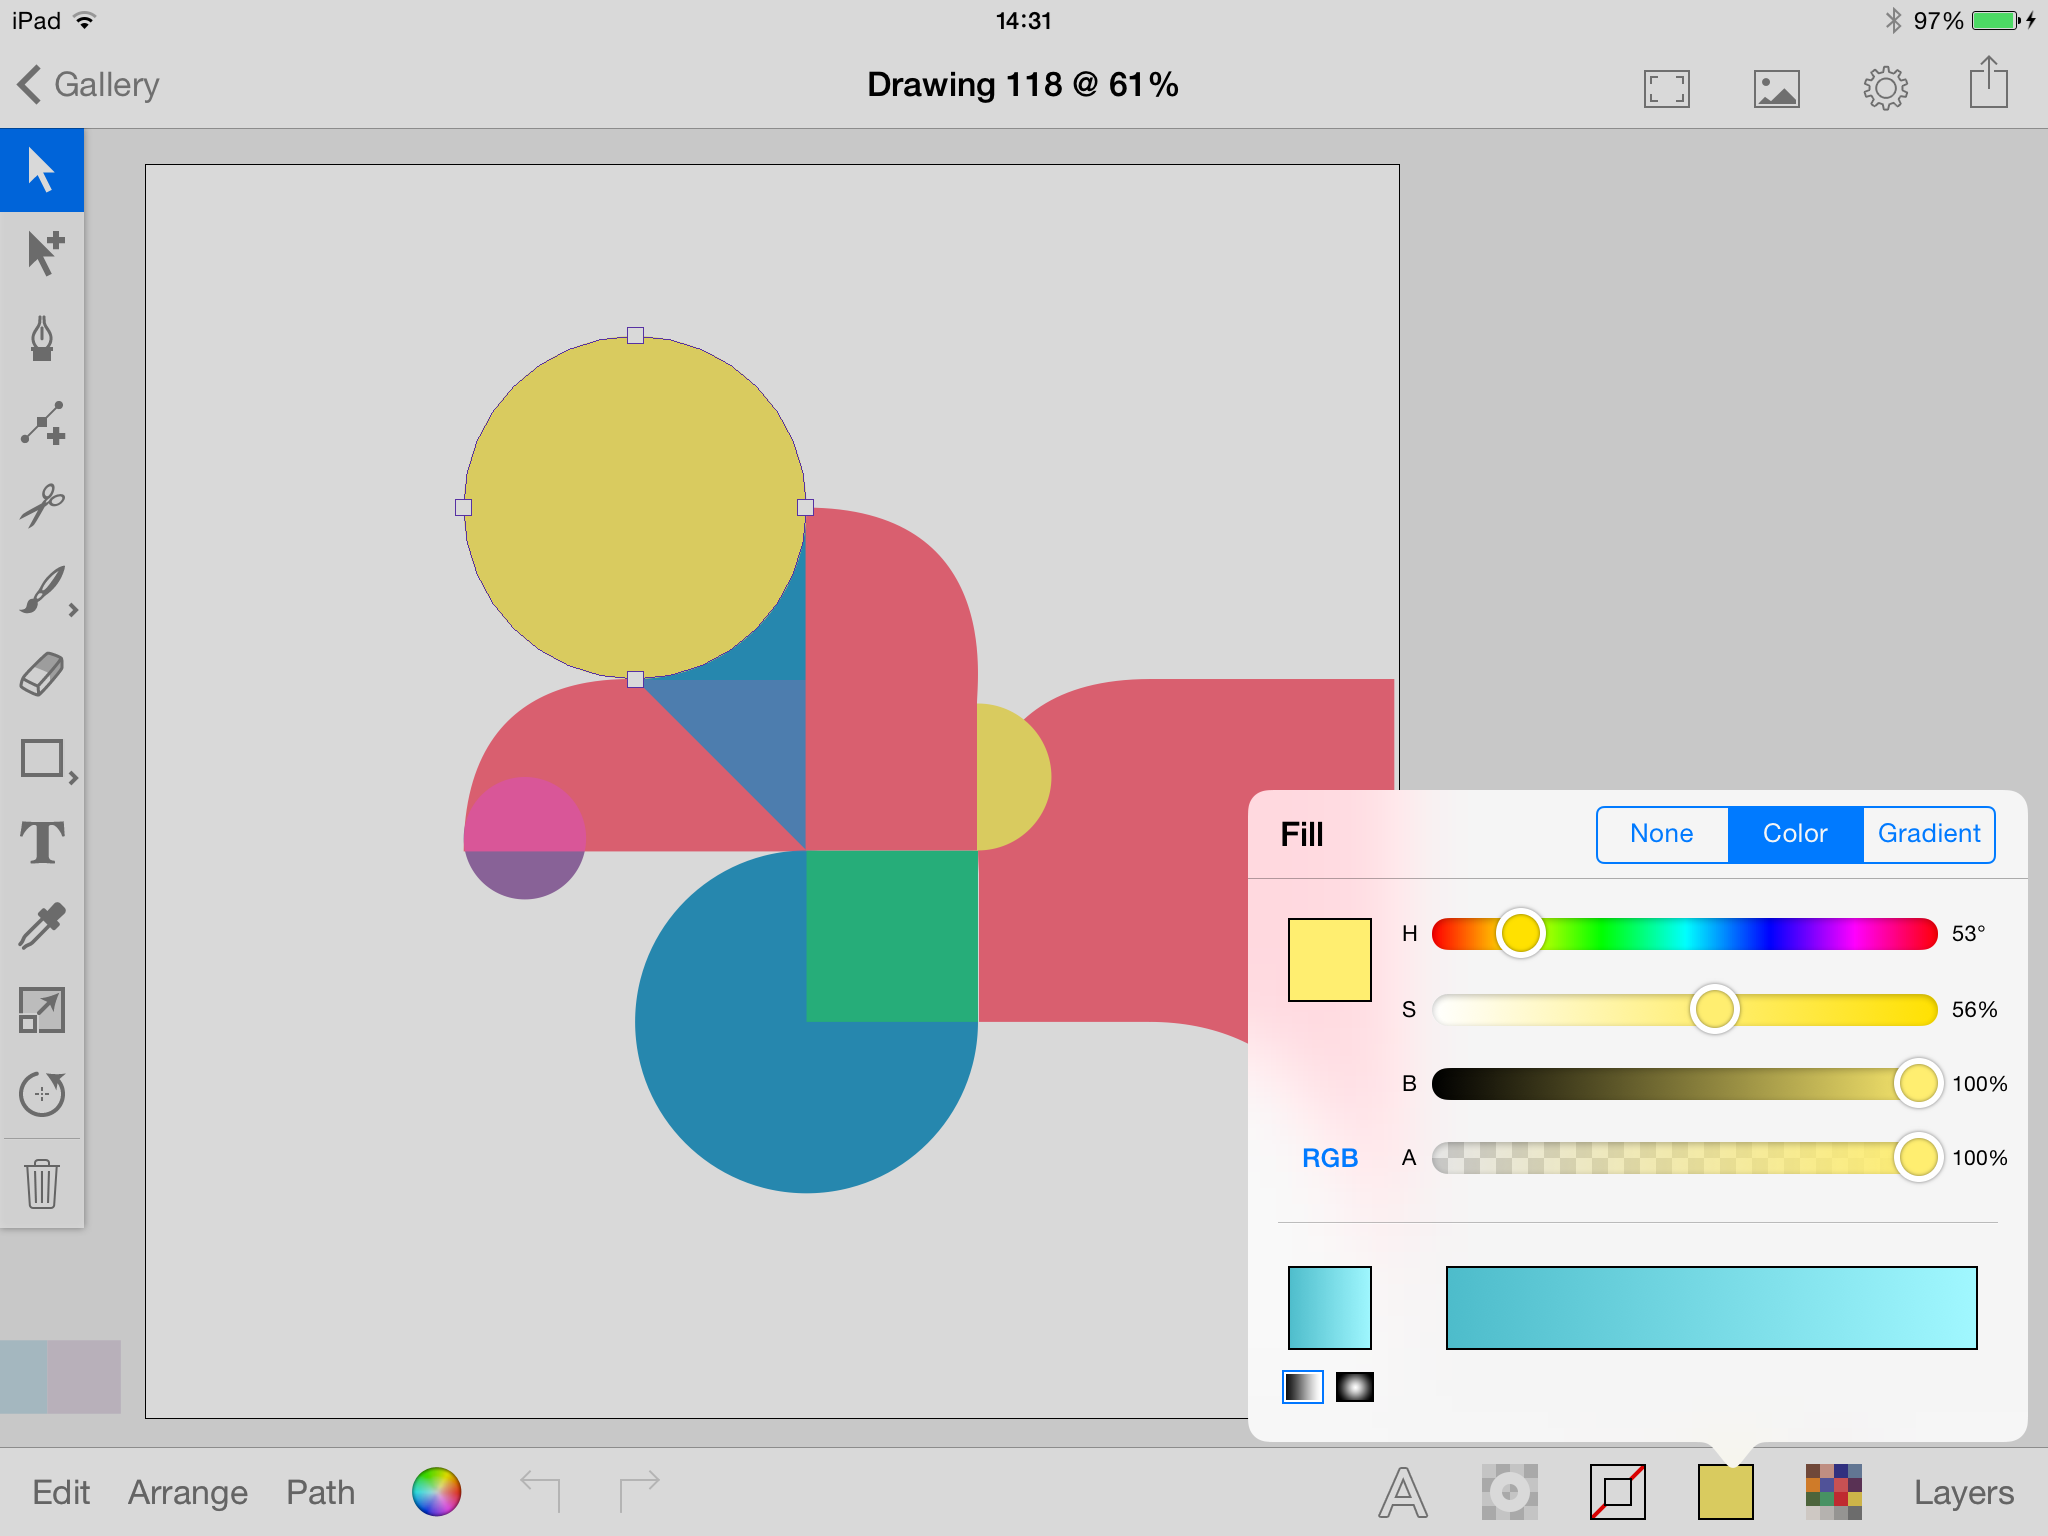 iPad 14:31 97%
Gallery Drawing 118 @ 61%
T
Fill None Color Gradient
H 53°
S 56%
B 100%
RGB A 100%
Edit Arrange Path A Layers